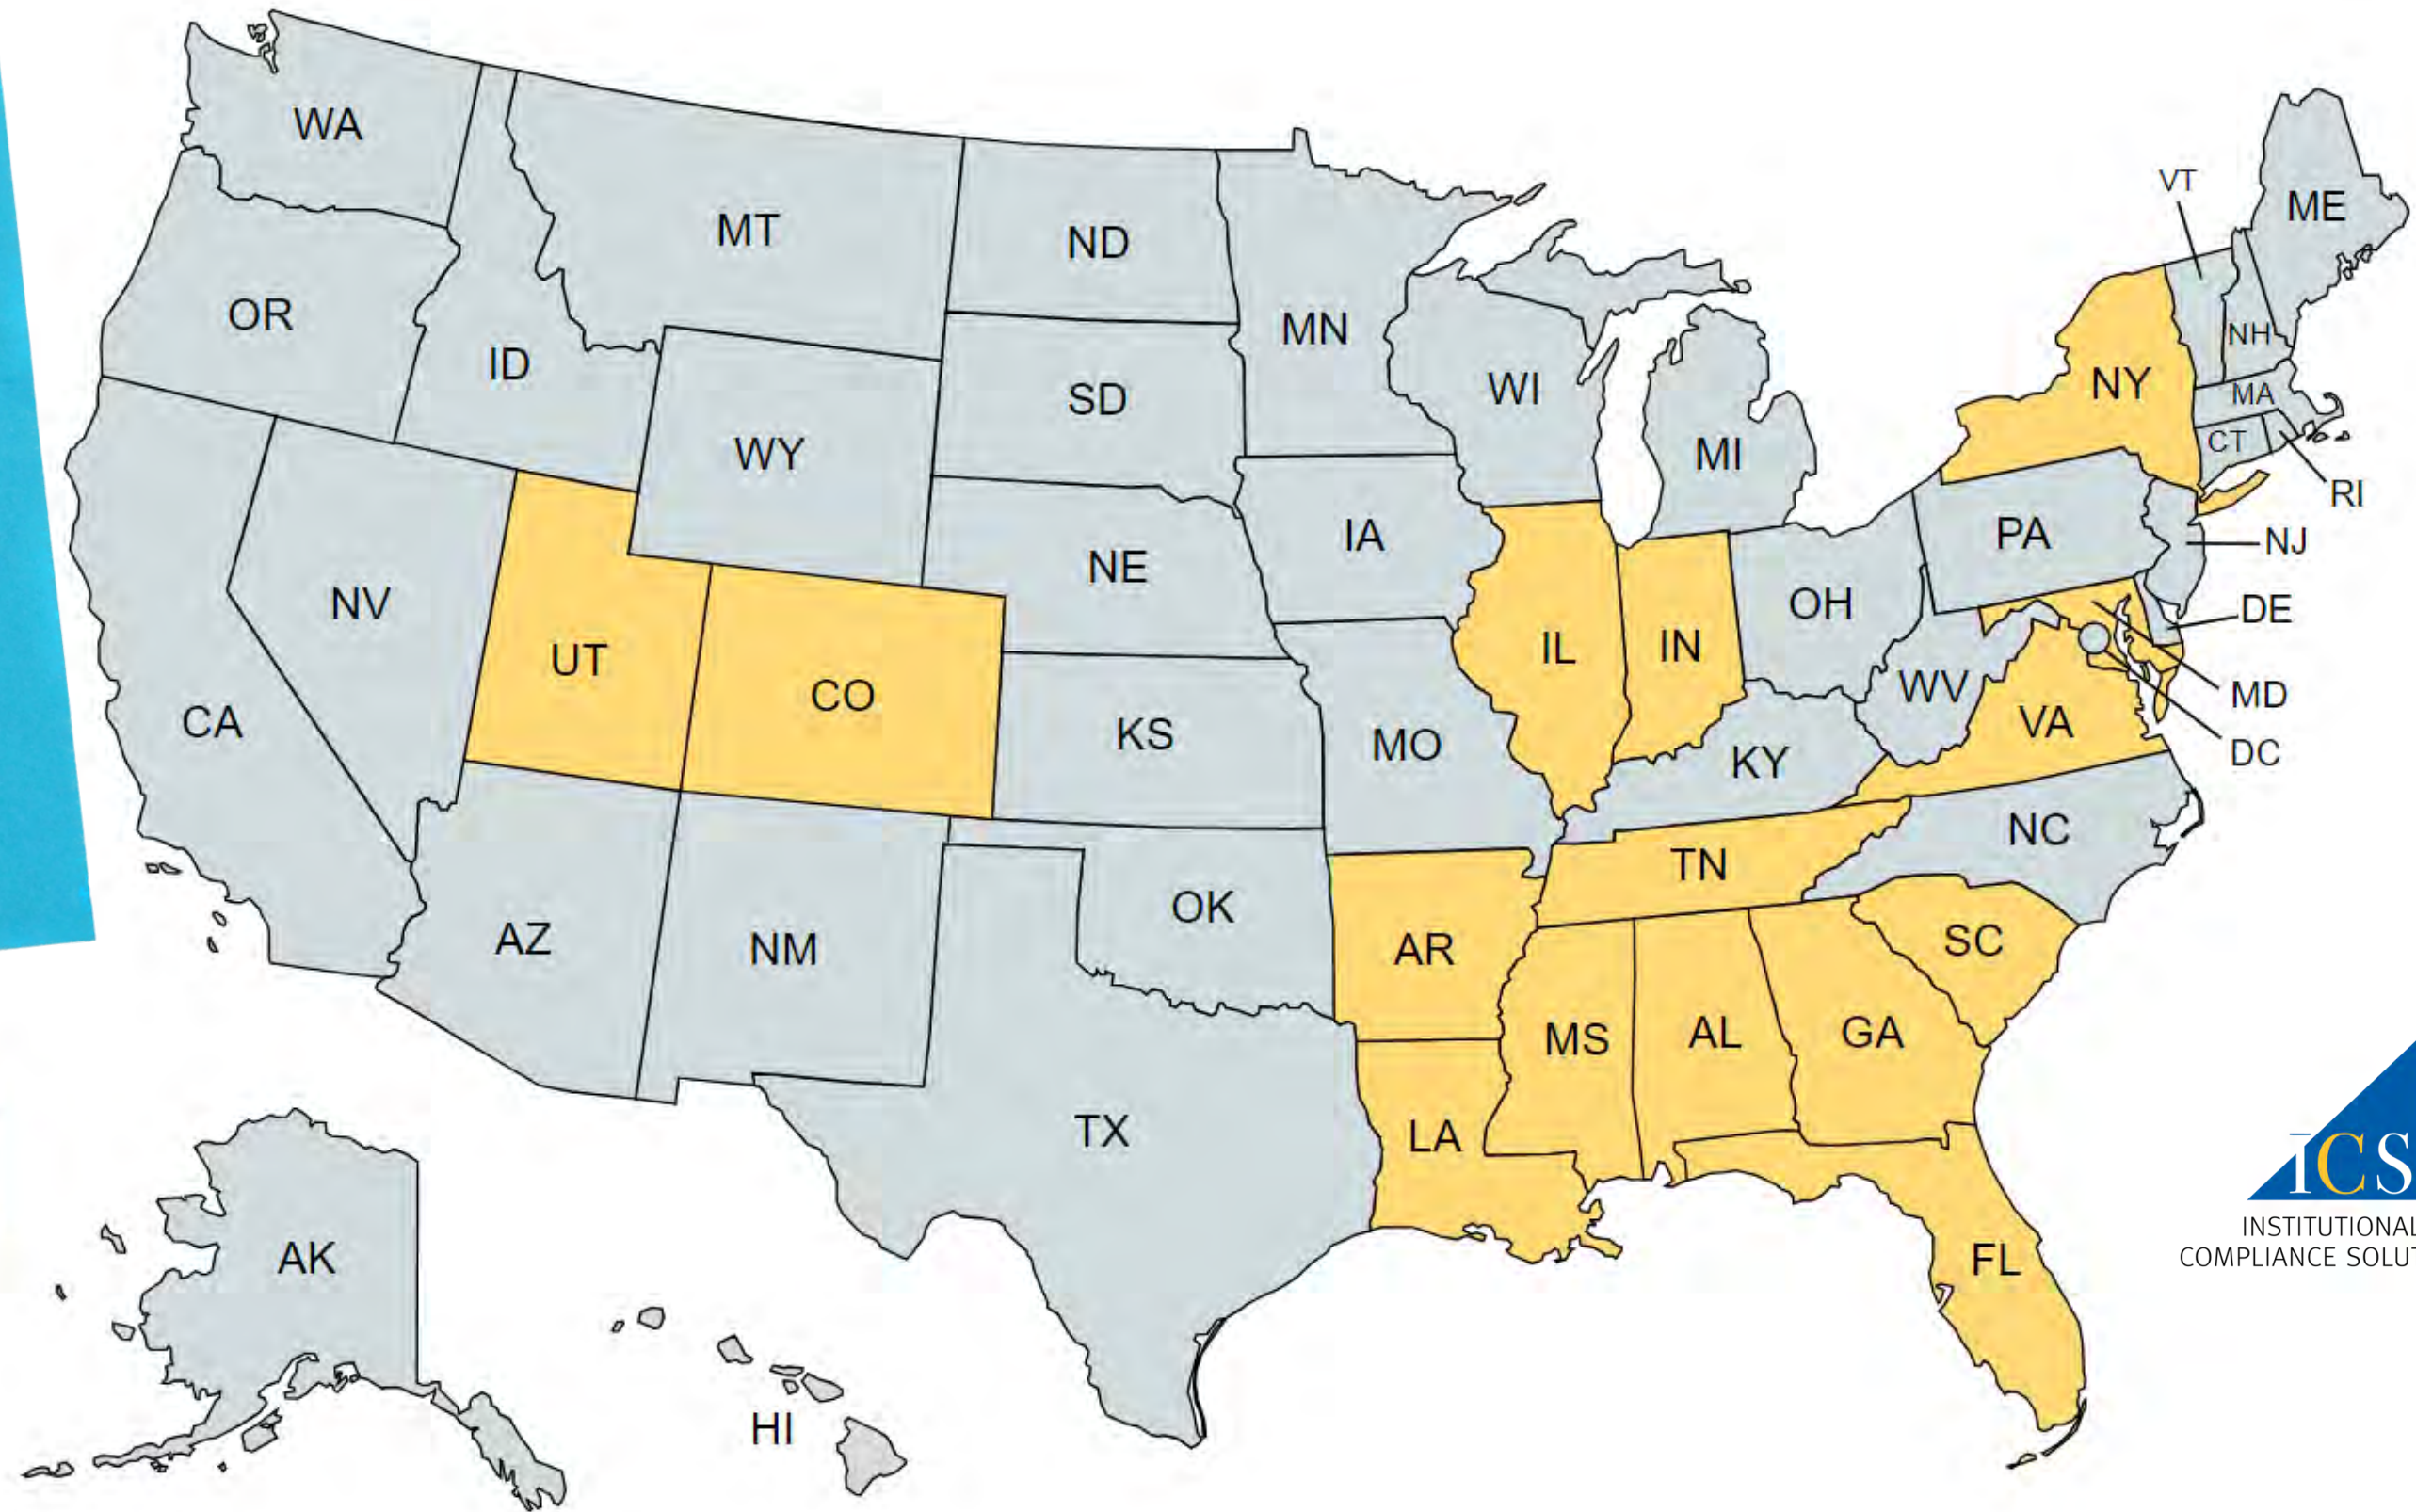 WA
MT
ND
MN
VT
ME
OR
ID
SD
WI
MI
NY
NH
MA
CT
RI
WY
IA
NE
PA
NJ
NV
UT
CO
IL
IN
OH
DE
CA
KS
MO
WV
KY
VA
MD
DC
NC
TN
AZ
NM
OK
AR
SC
MS
AL
GA
TX
LA
AK
FL
HI
ICS
INSTITUTIONAL
COMPLIANCE SOLUT